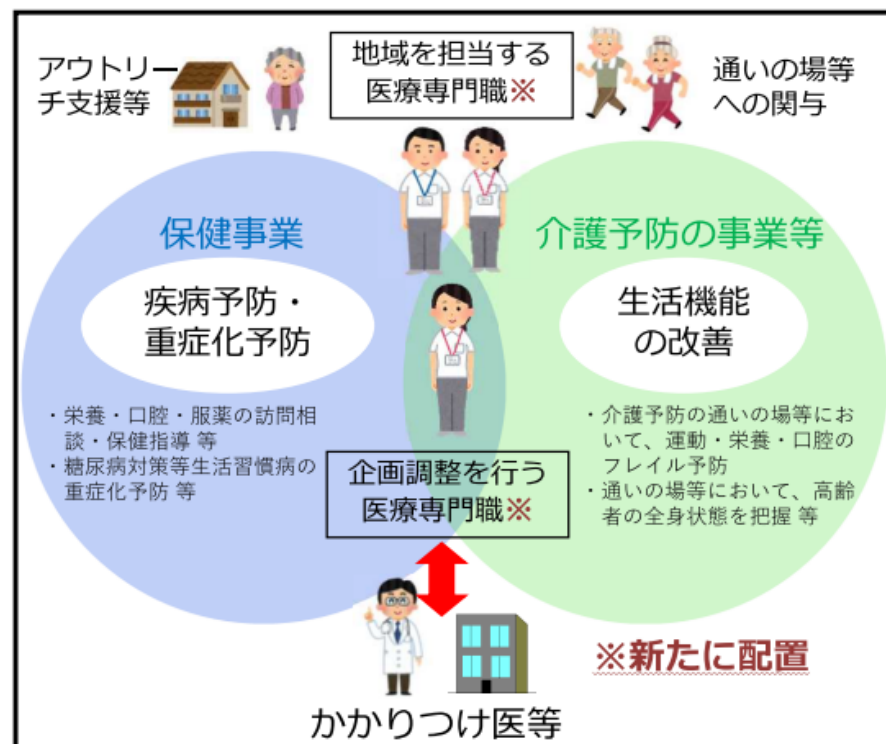 アウトリー
チ支援等
地域を担当する
医療専門職※
通いの場等
への関与
保健事業
疾病予防・
重症化予防
・栄養・口腔・服薬の訪問相
談・保健指導 等
・糖尿病対策等生活習慣病の
重症化予防 等
介護予防の事業等
生活機能
の改善
・介護予防の通いの場等にお
いて、運動・栄養・口腔の
フレイル予防
・通いの場等において、高齢
者の全身状態を把握 等
企画調整を行う
医療専門職※
※新たに配置
かかりつけ医等